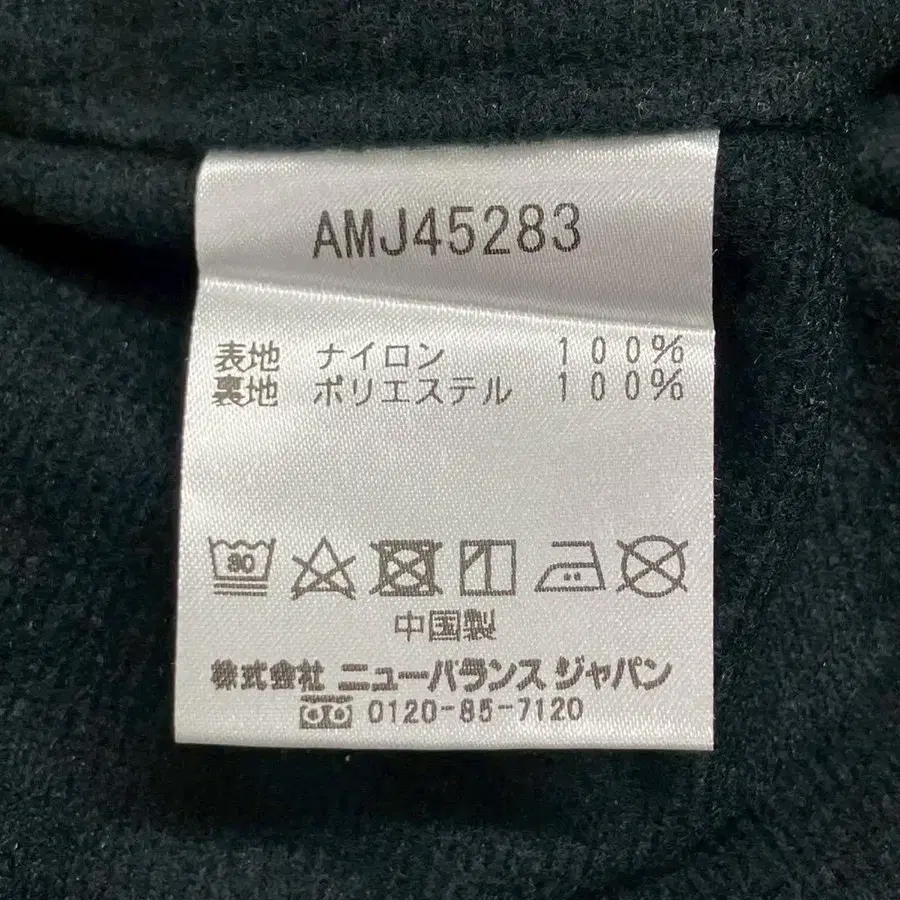 AMJ45283
表地 ナイロン 100%
裏地 ポリエステル 100%
30
中国製
株式会社 ニューバランス ジャパン
0120-85-7120